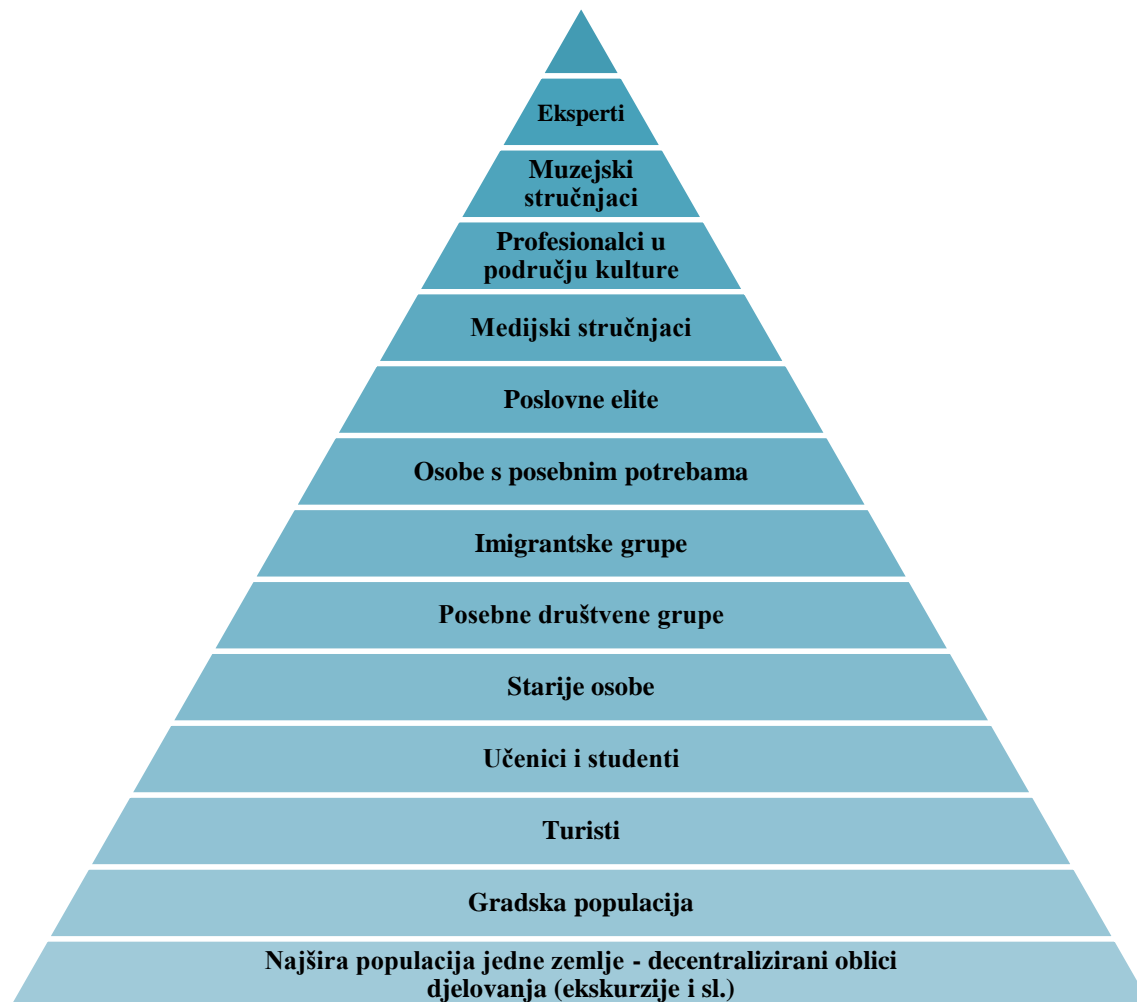 Eksperti
Muzejski
stručnjaci
Profesionalci u
području kulture
Medijski stručnjaci
Poslovne elite
Osobe s posebnim potrebama
Imigrantske grupe
Posebne društvene grupe
Starije osobe
Učenici i studenti
Turisti
Gradska populacija
Najšira populacija jedne zemlje - decentralizirani oblici
djelovanja (ekskurzije i sl.)